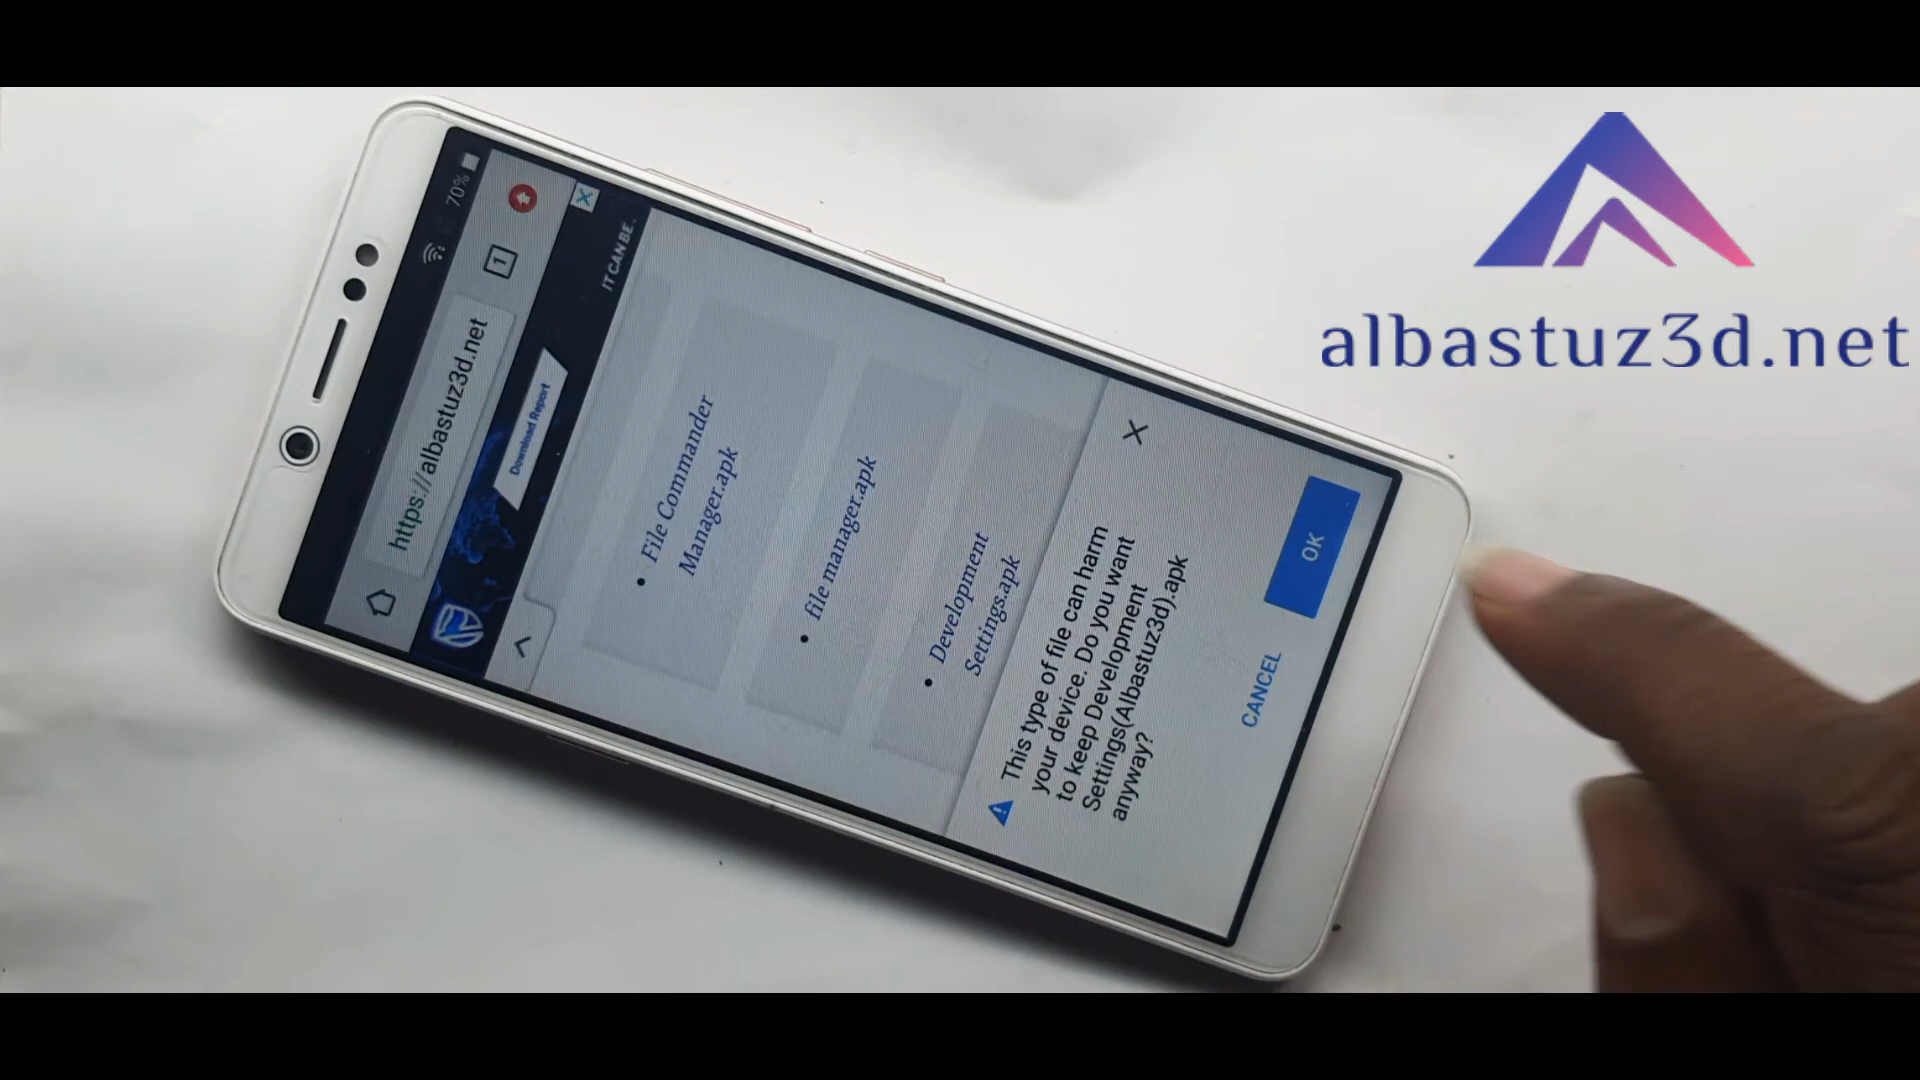 70%
https://albastuz3d.net
1
Download Report
IT CAN BE.
• File Commander
Manager.apk
• file manager.apk
• Development
Settings.apk
This type of file can harm
your device. Do you want
to keep Development
Settings(Albastuz3d).apk
anyway?
CANCEL
OK
albastuz3d.net